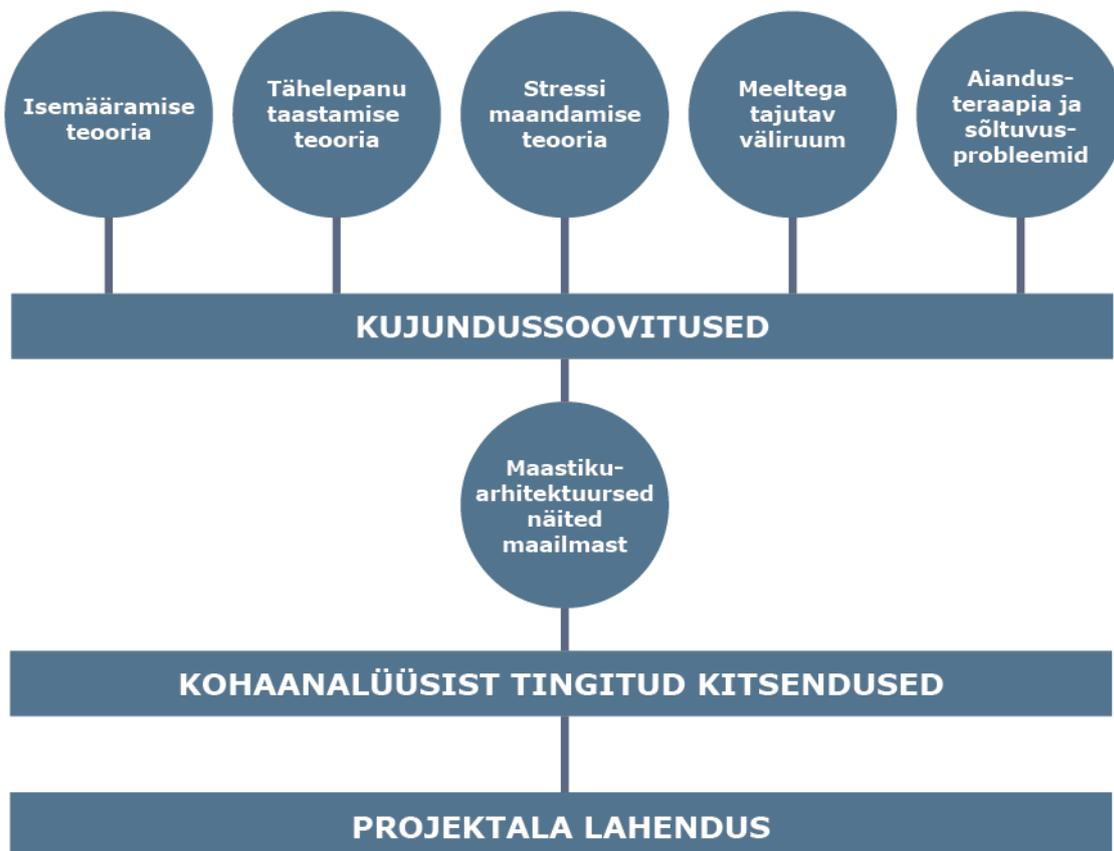 Isemääramise
teooria
Tähelepanu
taastamise
teooria
Stressi
maandamise
teooria
Meeltega
tajutav
väliruum
Aiandus-
teraapia ja
sõltuvus-
probleemid
KUJUNDUSSOOVITUSED
Maastiku-
arhitektuursed
näited
maailmast
KOHAANALÜÜSIST TINGITUD KITSENDUSED
PROJEKTALA LAHENDUS